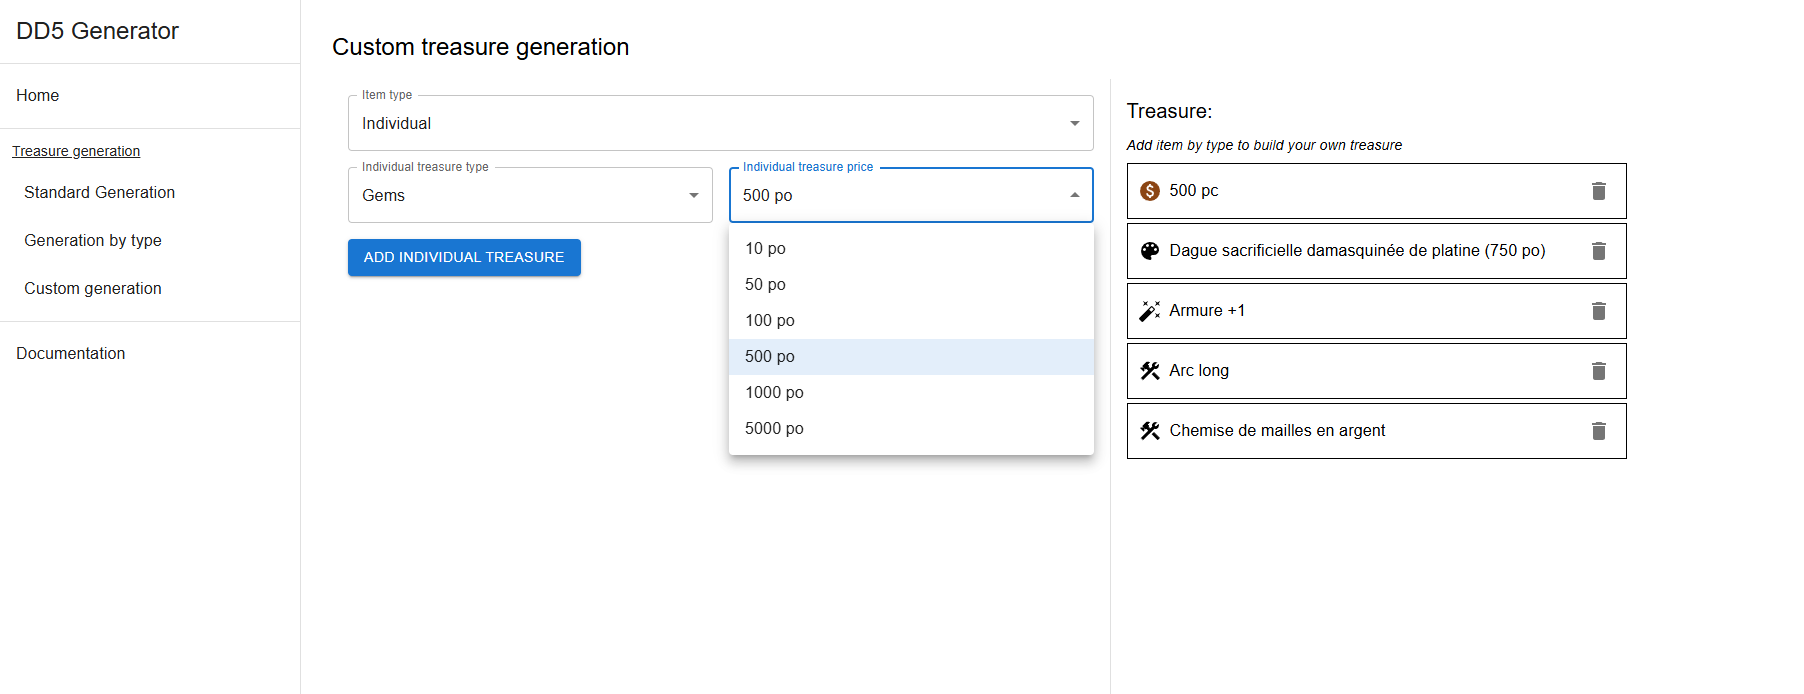 DD5 Generator
Home
Treasure generation
Standard Generation
Generation by type
Custom generation
Documentation
Custom treasure generation
Item type
Individual
Individual treasure type
Gems
Individual treasure price
500 po
ADD INDIVIDUAL TREASURE
10 po
50 po
100 po
500 po
1000 po
5000 po
Treasure:
Add item by type to build your own treasure
500 pc
Dague sacrificielle damasquinée de platine (750 po)
Armure +1
Arc long
Chemise de mailles en argent